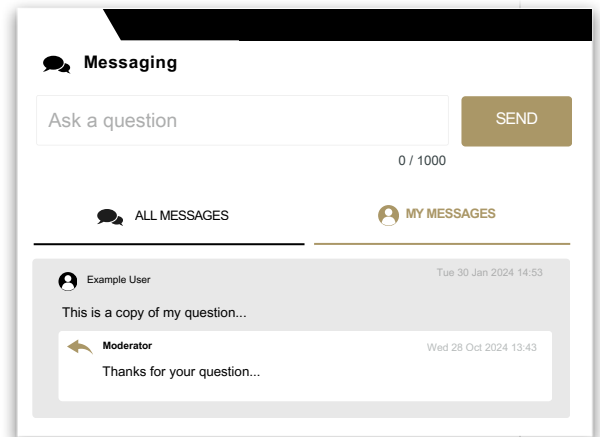 Messaging
Ask a question
SEND
0 / 1000
ALL MESSAGES
MY MESSAGES
Example User
Tue 30 Jan 2024 14:53
This is a copy of my question...
Moderator
Wed 28 Oct 2024 13:43
Thanks for your question...